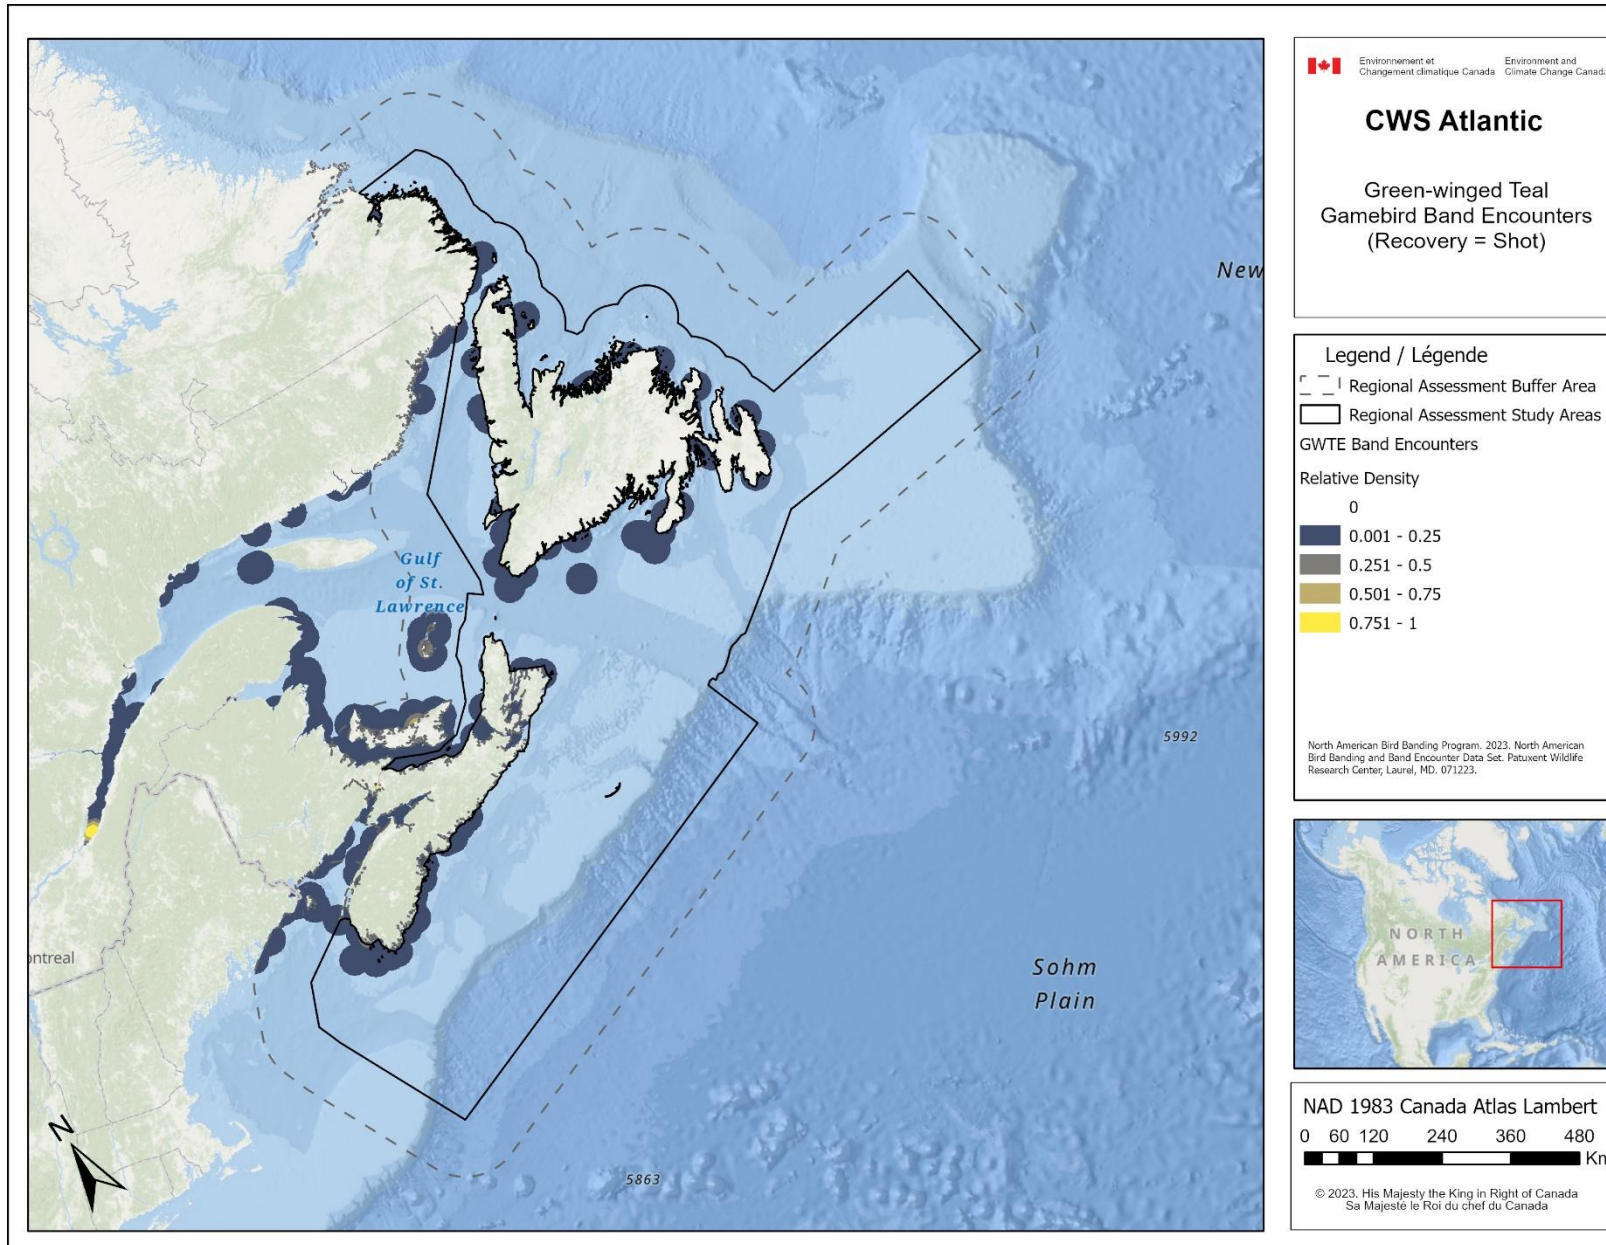 Environnement et
Changement climatique Canada
Environment and
Climate Change Canada
CWS Atlantic
Green-winged Teal
Gamebird Band Encounters
(Recovery = Shot)
Legend / Légende
Regional Assessment Buffer Area
Regional Assessment Study Areas
GWTE Band Encounters
Relative Density
0
0.001 - 0.25
0.251 - 0.5
0.501 - 0.75
0.751 - 1
North American Bird Banding Program. 2023. North American
Bird Banding and Band Encounter Data Set. Patuxent Wildlife
Research Center, Laurel, MD. 071223.
NORTH
AMERICA
NAD 1983 Canada Atlas Lambert
0 60 120 240 360 480
Km
© 2023. His Majesty the King in Right of Canada
Sa Majesté le Roi du chef du Canada
New
Gulf
of St.
Lawrence
5992
ontreal
Sohm
Plain
5863
N